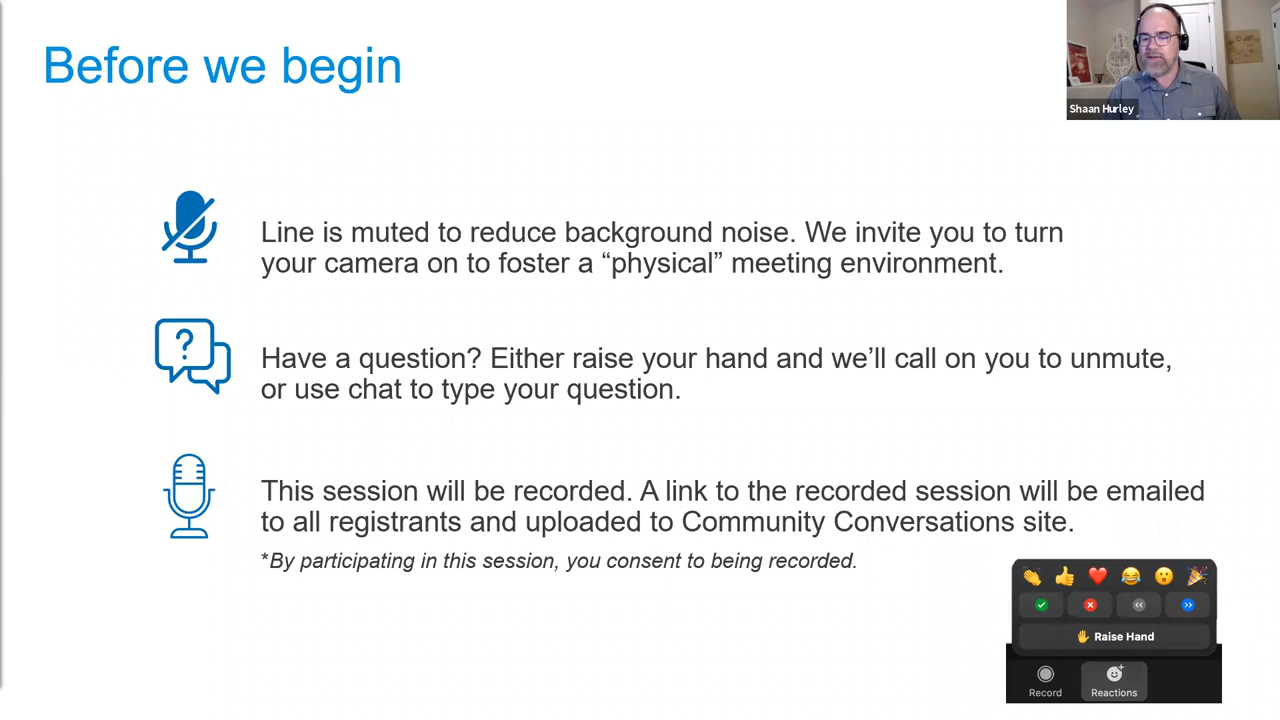 Before we begin
Shaan Hurley
Line is muted to reduce background noise. We invite you to turn
your camera on to foster a “physical” meeting environment.
?
Have a question? Either raise your hand and we’ll call on you to unmute,
or use chat to type your question.
This session will be recorded. A link to the recorded session will be emailed
to all registrants and uploaded to Community Conversations site.
*By participating in this session, you consent to being recorded.
Raise Hand
Record
Reactions